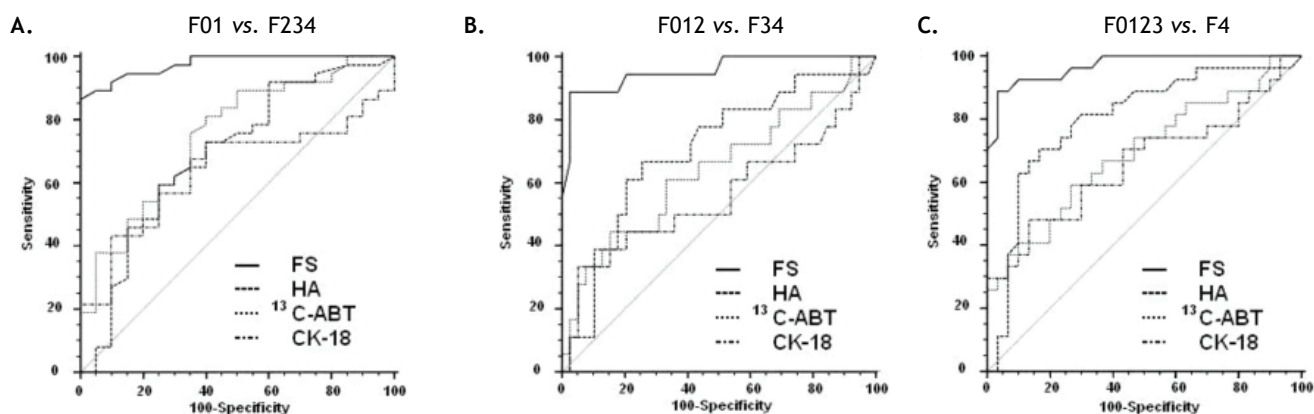 A. F01 vs. F234
100
80
60
40
20
0
Sensitivity
FS
HA
¹³C-ABT
CK-18
0 20 40 60 80 100
100-Specificity
B. F012 vs. F34
100
80
60
40
20
0
Sensitivity
FS
HA
¹³C-ABT
CK-18
0 20 40 60 80 100
100-Specificity
C. F0123 vs. F4
100
80
60
40
20
0
Sensitivity
FS
HA
¹³C-ABT
CK-18
0 20 40 60 80 100
100-Specificity